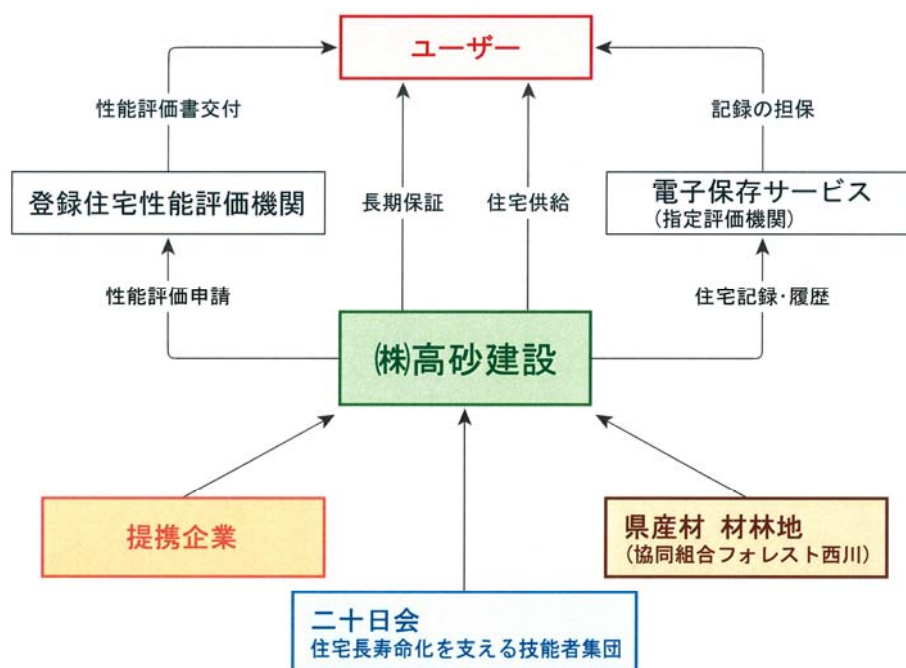 ユーザー
性能評価書交付
記録の担保
登録住宅性能評価機関
長期保証
住宅供給
電子保存サービス
(指定評価機関)
性能評価申請
住宅記録・履歴
㈱高砂建設
提携企業
県産材 材林地
(協同組合フォレスト西川)
二十日会
住宅長寿命化を支える技能者集団